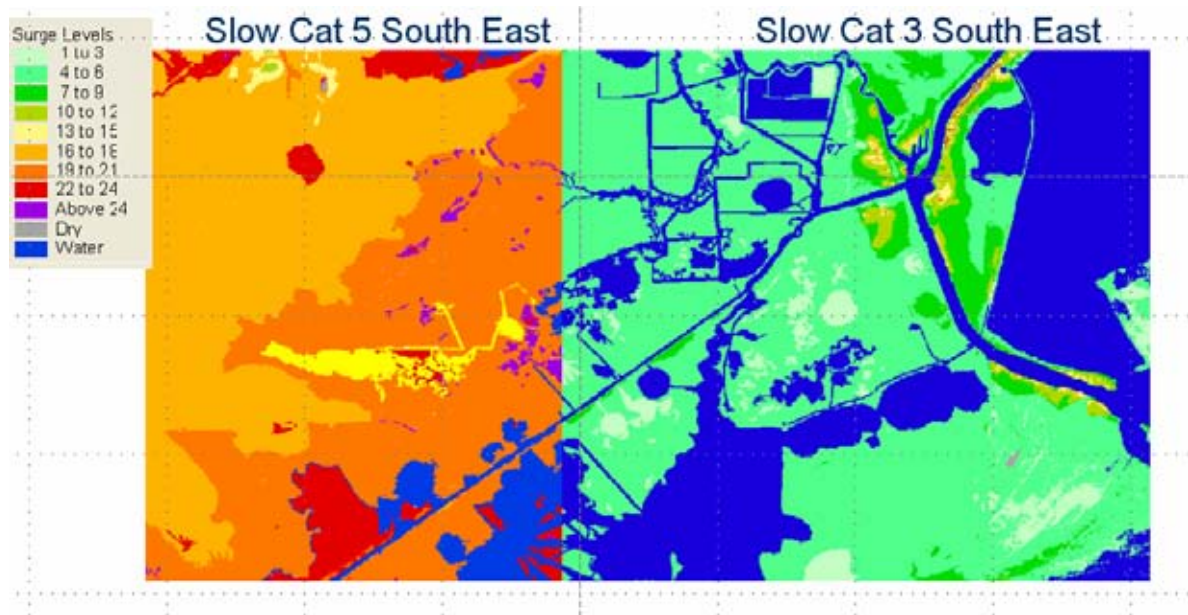 Slow Cat 5 South East
Slow Cat 3 South East
Surge Levels
1 to 3
4 to 6
7 to 9
10 to 12
13 to 15
16 to 18
19 to 21
22 to 24
Above 24
Dry
Water